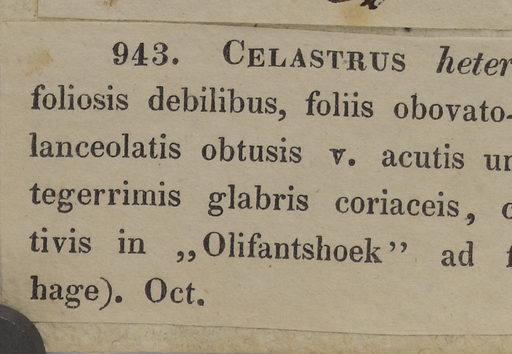 943. CELASTRUS heter
foliosis debilibus, foliis obovato-
lanceolatis obtusis v. acutis un
tegerrimis glabris coriaceis, c
tivis in „Olifantshoek” ad f
hage). Oct.